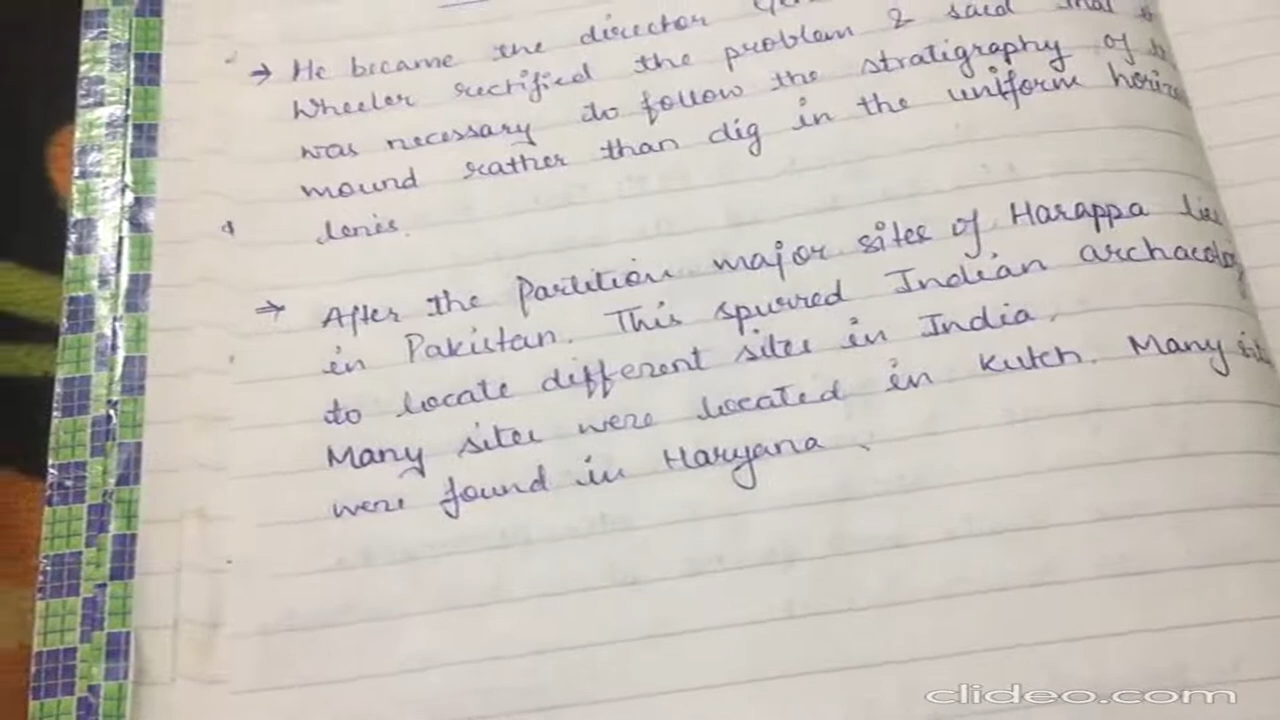 → He became the director
Wheeler rectified the problem & said that
was necessary to follow the stratigraphy of
mound rather than dig in the uniform
lenies.
→ After the Partition major sites of Harappa lie
in Pakistan. This spurred Indian
to locate different sites in India.
Many sites were located in Kutch. Many
were found in Haryana.
clideo.com